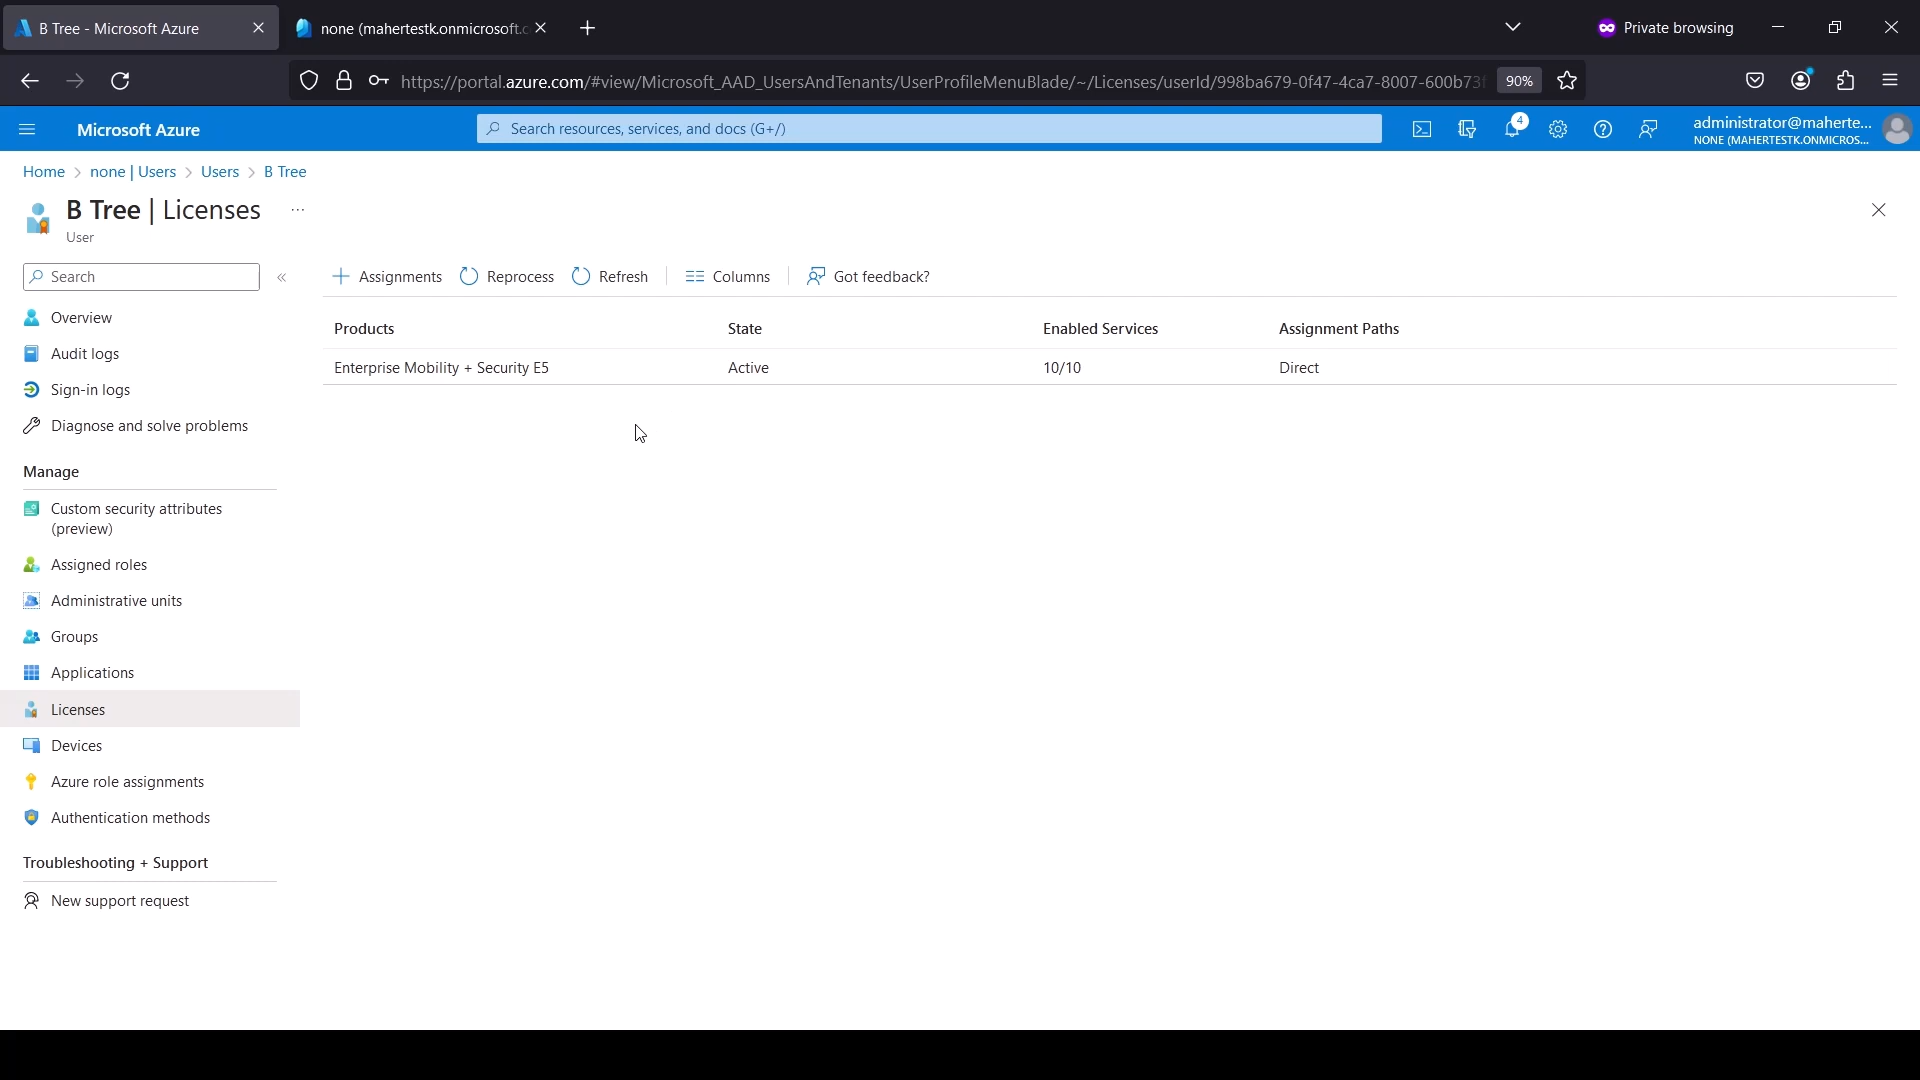 B Tree - Microsoft Azure
none (mahertestk.onmicrosoft.c
Private browsing
https://portal.azure.com/#view/Microsoft_AAD_UsersAndTenants/UserProfileMenuBlade/~/Licenses/userId/998ba679-0f47-4ca7-8007-600b73f
90%
Microsoft Azure
Search resources, services, and docs (G+/)
4
administrator@maherte...
NONE (MAHERTESTK.ONMICROS...
Home > none | Users > Users > B Tree
B Tree | Licenses
...
User
Search
«
Assignments
Reprocess
Refresh
Columns
Got feedback?
Overview
Audit logs
Sign-in logs
Diagnose and solve problems
Manage
Custom security attributes
(preview)
Assigned roles
Administrative units
Groups
Applications
Licenses
Devices
Azure role assignments
Authentication methods
Troubleshooting + Support
New support request
Products State Enabled Services Assignment Paths
Enterprise Mobility + Security E5 Active 10/10 Direct